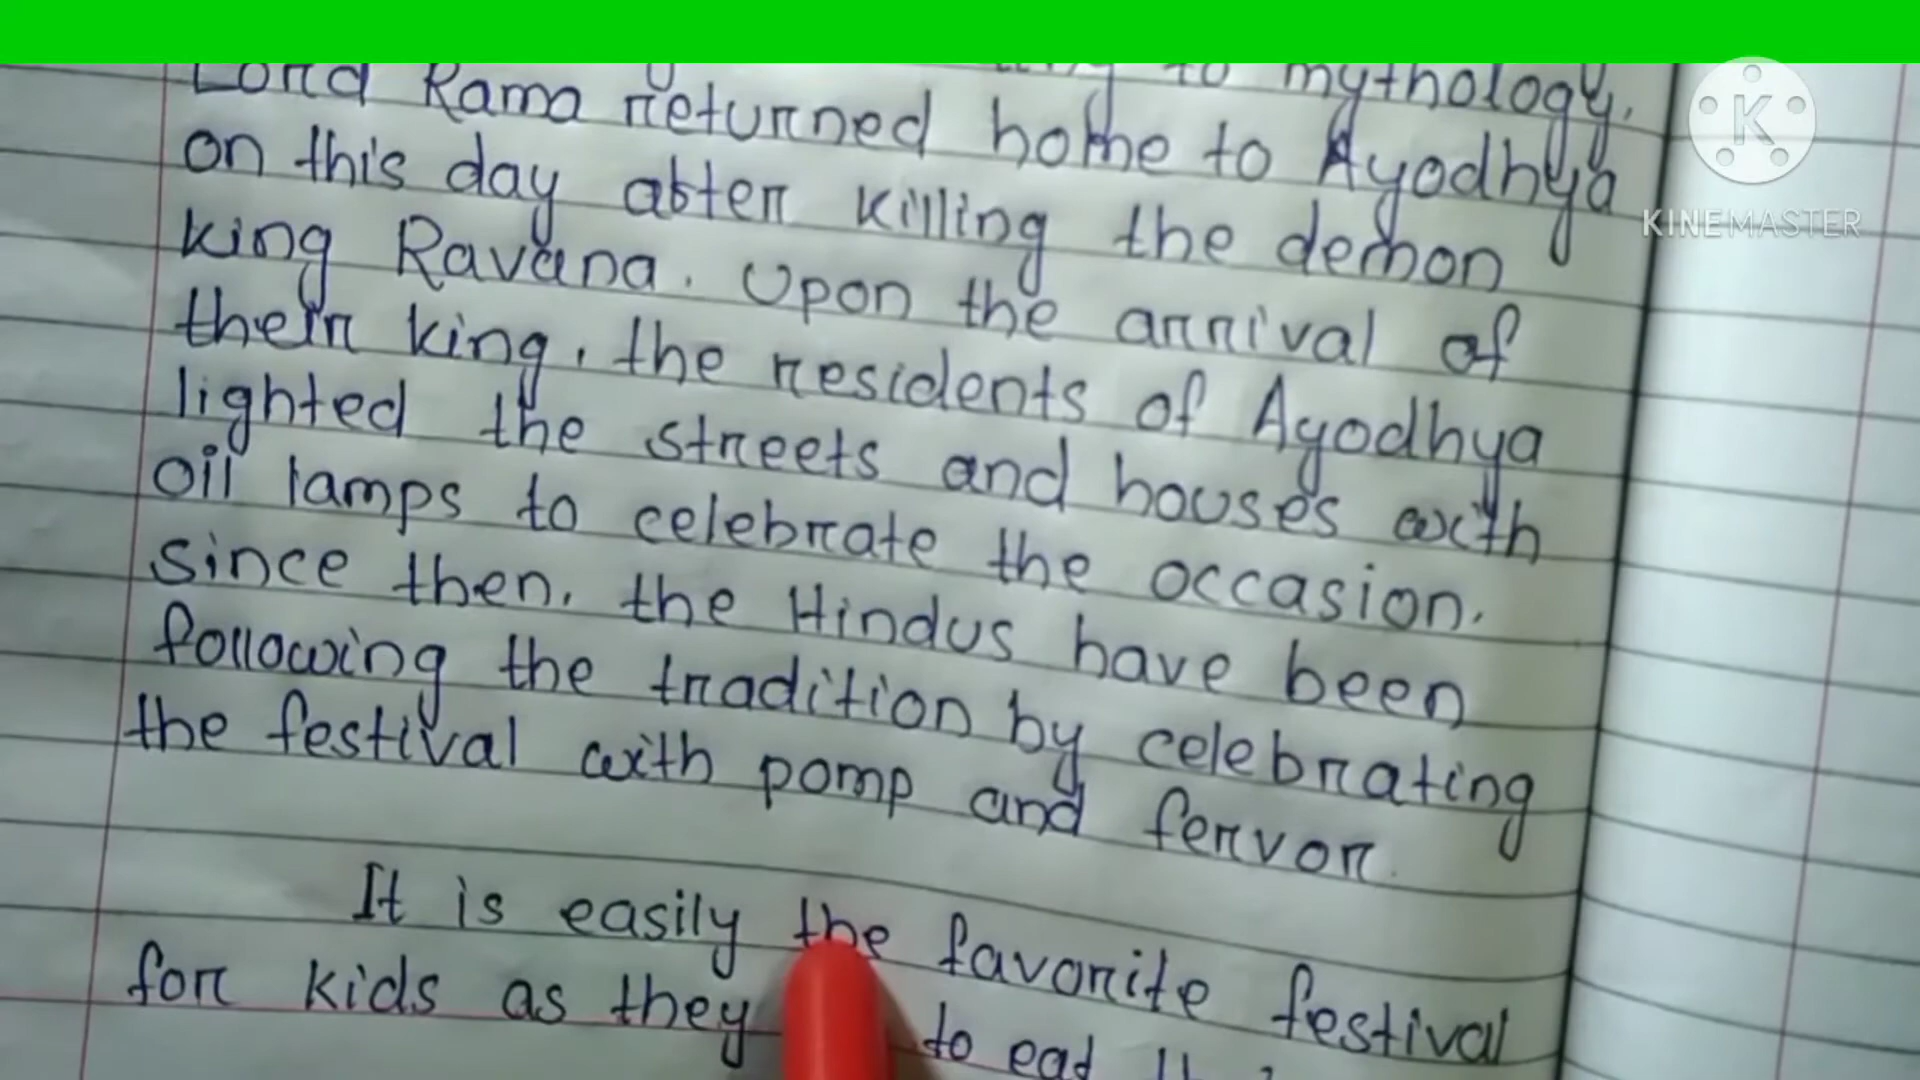 to mythology,
Lord Rama returned home to Ayodhya
on this day after killing the demon
king Ravana. Upon the arrival of
their king, the residents of Ayodhya
lighted the streets and houses with
oil lamps to celebrate the occasion.
since then, the Hindus have been
following the tradition by celebrating
the festival with pomp and fervor.
It is easily the favorite festival
for kids as they to eat
KINEMASTER